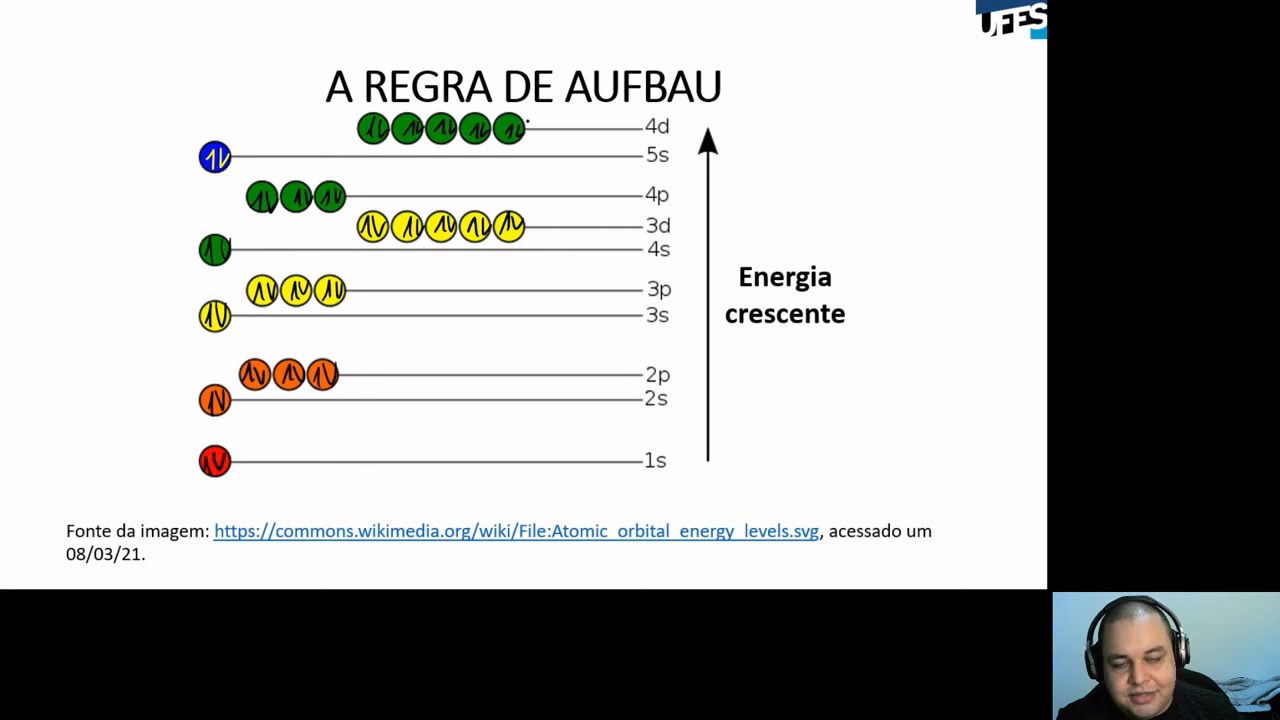 UFES
A REGRA DE AUFBAU
4d
5s
4p
3d
4s
3p
3s
2p
2s
1s
Energia
crescente
Fonte da imagem: https://commons.wikimedia.org/wiki/File:Atomic_orbital_energy_levels.svg, acessado um
08/03/21.